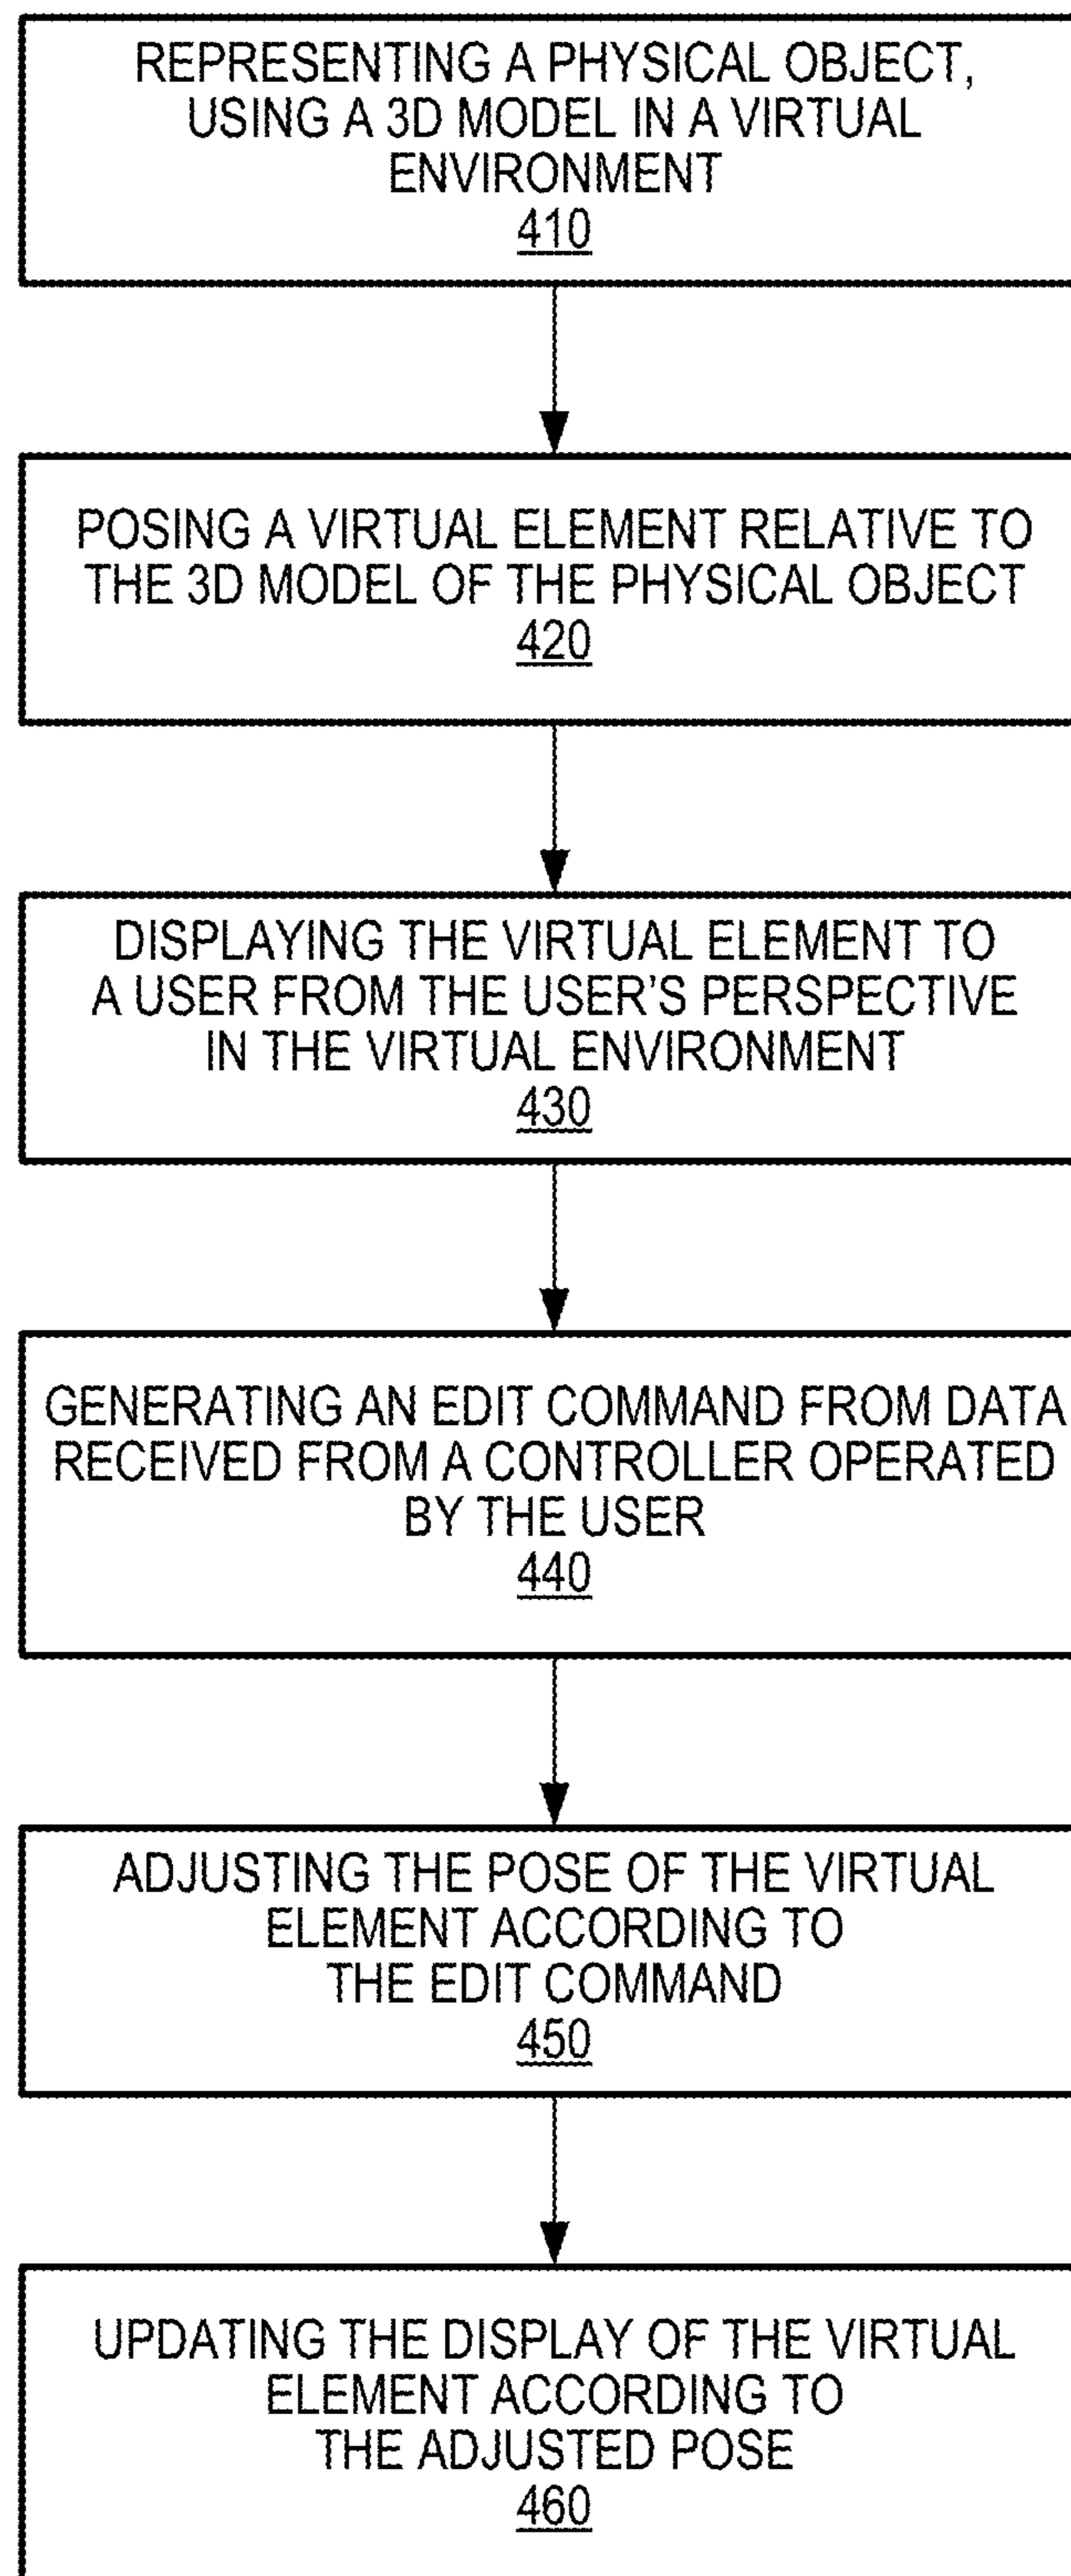 REPRESENTING A PHYSICAL OBJECT,
USING A 3D MODEL IN A VIRTUAL
ENVIRONMENT
410
POSING A VIRTUAL ELEMENT RELATIVE TO
THE 3D MODEL OF THE PHYSICAL OBJECT
420
DISPLAYING THE VIRTUAL ELEMENT TO
A USER FROM THE USER'S PERSPECTIVE
IN THE VIRTUAL ENVIRONMENT
430
GENERATING AN EDIT COMMAND FROM DATA
RECEIVED FROM A CONTROLLER OPERATED
BY THE USER
440
ADJUSTING THE POSE OF THE VIRTUAL
ELEMENT ACCORDING TO
THE EDIT COMMAND
450
UPDATING THE DISPLAY OF THE VIRTUAL
ELEMENT ACCORDING TO
THE ADJUSTED POSE
460